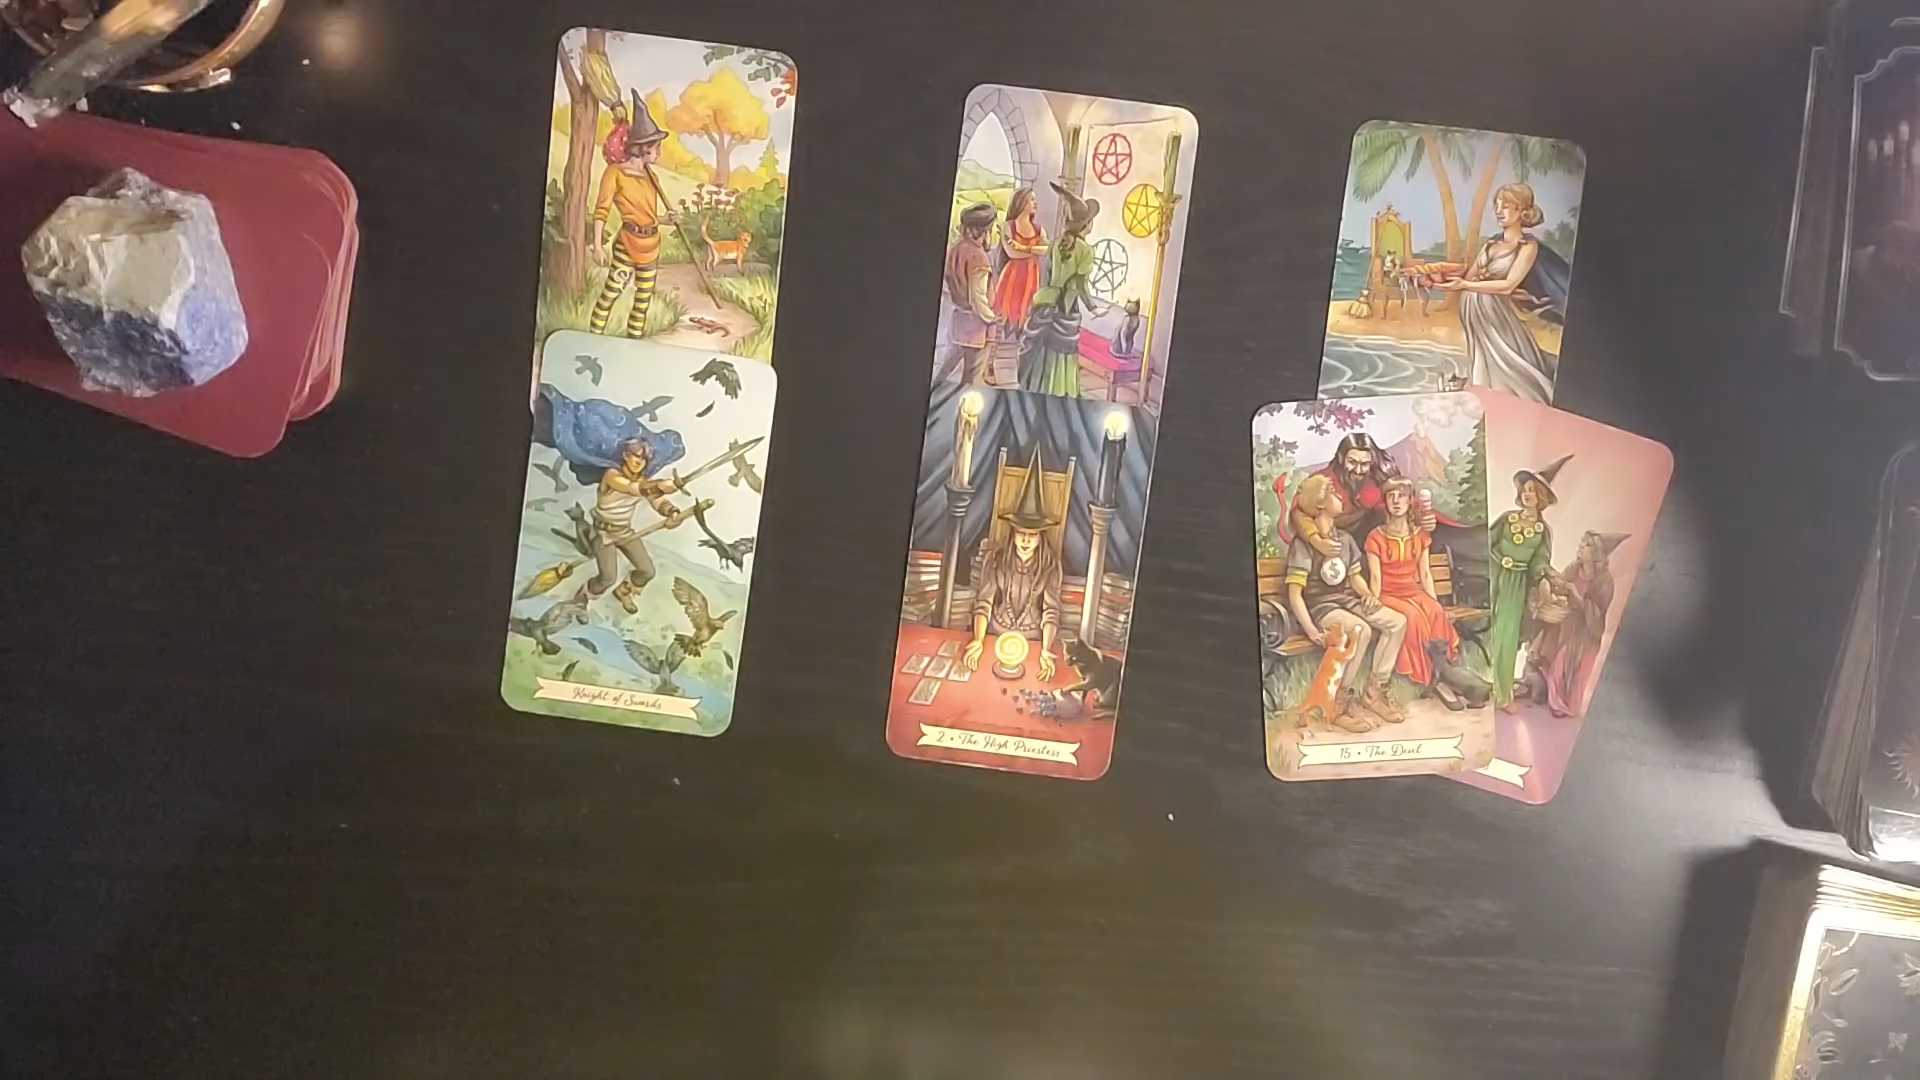 Knight of Swords
2 • The High Priestess
15 • The Devil